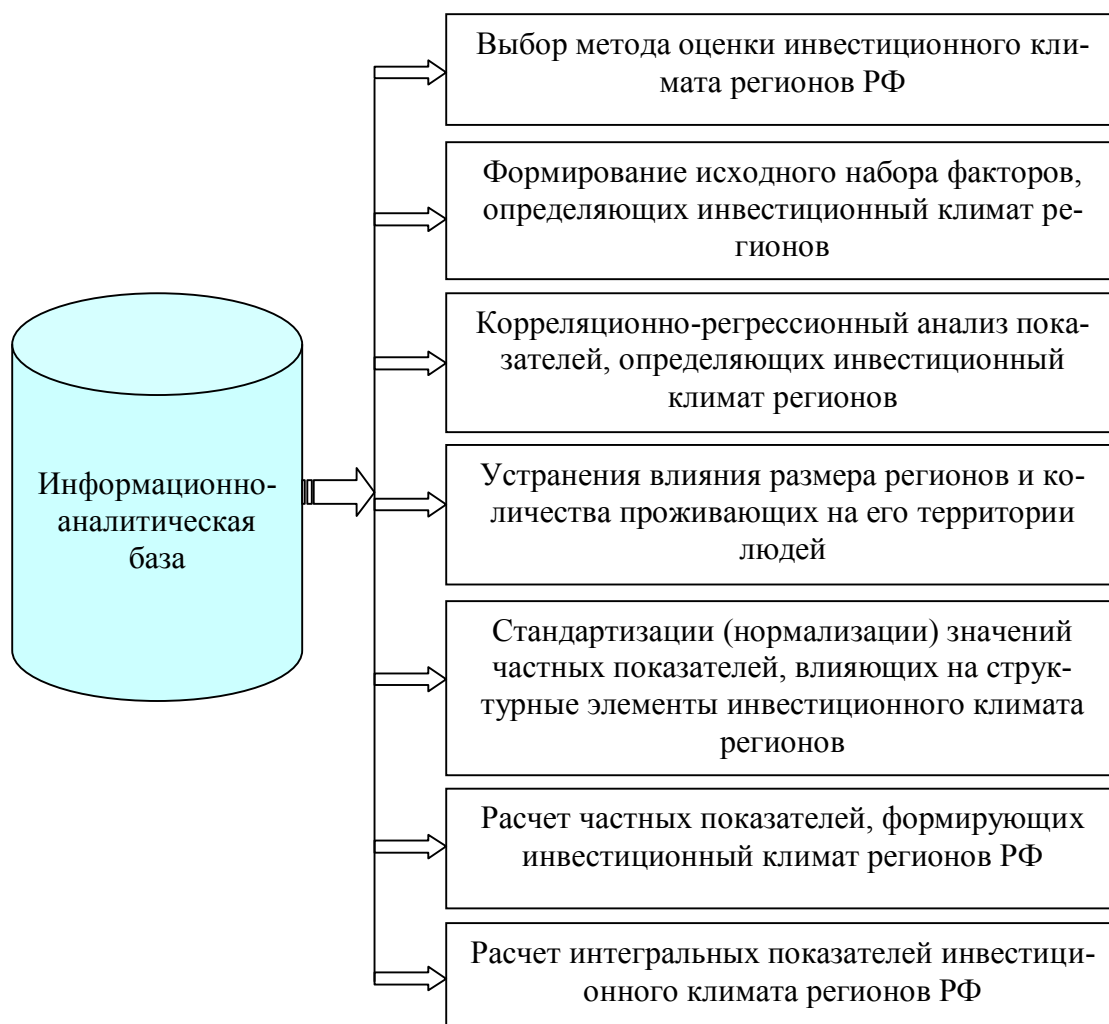 Выбор метода оценки инвестиционного кли-
мата регионов РФ
Формирование исходного набора факторов,
определяющих инвестиционный климат ре-
гионов
Корреляционно-регрессионный анализ пока-
зателей, определяющих инвестиционный
климат регионов
Информационно-
аналитическая
база
Устранения влияния размера регионов и ко-
личества проживающих на его территории
людей
Стандартизации (нормализации) значений
частных показателей, влияющих на струк-
турные элементы инвестиционного климата
регионов
Расчет частных показателей, формирующих
инвестиционный климат регионов РФ
Расчет интегральных показателей инвестици-
онного климата регионов РФ